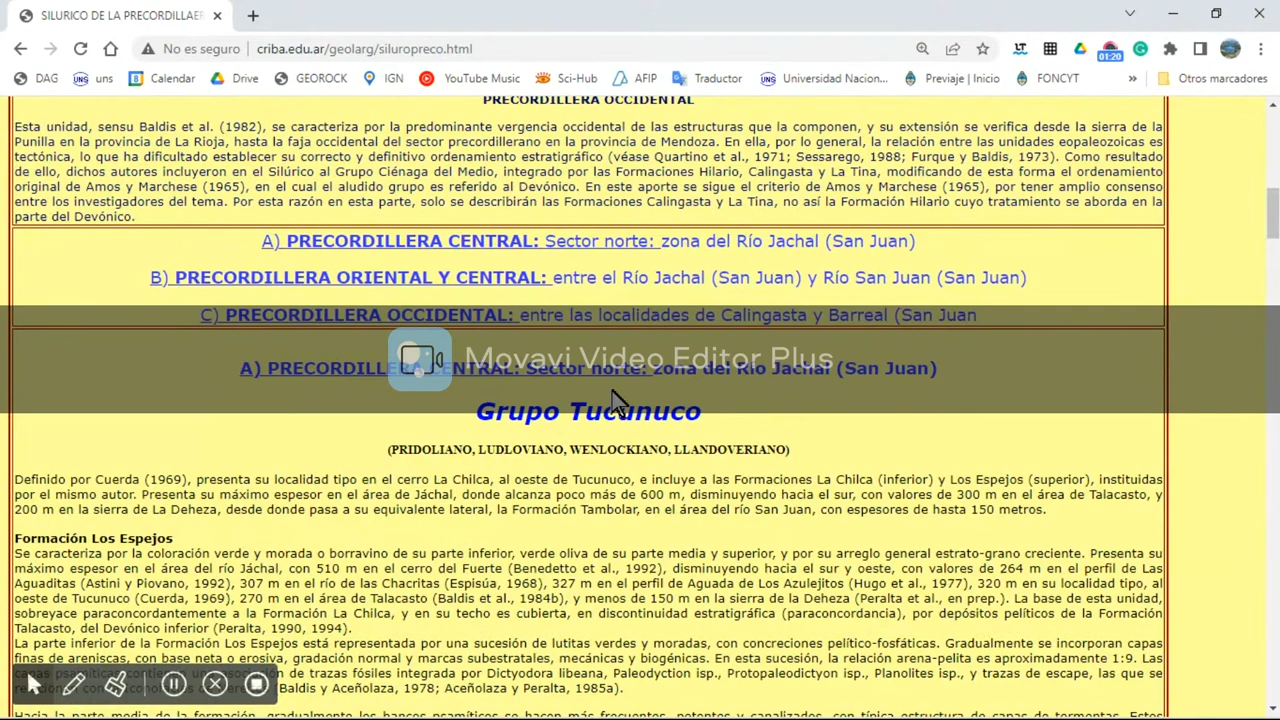 SILURICO DE LA PRECORDILLAER
No es seguro criba.edu.ar/geolarg/siluropreco.html
01:20
DAG uns Calendar Drive GEOROCK IGN YouTube Music Sci-Hub AFIP Traductor Universidad Nacion... Previaje | Inicio FONCYT » Otros marcadores
PRECORDILLERA OCCIDENTAL
Esta unidad, sensu Baldis et al. (1982), se caracteriza por la predominante vergencia occidental de las estructuras que la componen, y su extensión se verifica desde la sierra de la
Punilla en la provincia de La Rioja, hasta la faja occidental del sector precordillerano en la provincia de Mendoza. En ella, por lo general, la relación entre las unidades eopaleozoicas es
tectónica, lo que ha dificultado establecer su correcto y definitivo ordenamiento estratigráfico (véase Quartino et al., 1971; Sessarego, 1988; Furque y Baldis, 1973). Como resultado
de ello, dichos autores incluyeron en el Silúrico al Grupo Ciénaga del Medio, integrado por las Formaciones Hilario, Calingasta y La Tina, modificando de esta forma el ordenamiento
original de Amos y Marchese (1965), en el cual el aludido grupo es referido al Devónico. En este aporte se sigue el criterio de Amos y Marchese (1965), por tener amplio consenso
entre los investigadores del tema. Por esta razón en esta parte, solo se describirán las Formaciones Calingasta y La Tina, no así la Formación Hilario cuyo tratamiento se aborda en la
parte del Devónico.
A) PRECORDILLERA CENTRAL: Sector norte: zona del Río Jachal (San Juan)
B) PRECORDILLERA ORIENTAL Y CENTRAL: entre el Río Jachal (San Juan) y Río San Juan (San Juan)
C) PRECORDILLERA OCCIDENTAL: entre las localidades de Calingasta y Barreal (San Juan
Movavi Video Editor Plus
A) PRECORDILLERA CENTRAL: Sector norte: zona del Río Jachal (San Juan)
Grupo Tucunuco
(PRIDOLIANO, LUDLOVIANO, WENLOCKIANO, LLANDOVERIANO)
Definido por Cuerda (1969), presenta su localidad tipo en el cerro La Chilca, al oeste de Tucunuco, e incluye a las Formaciones La Chilca (inferior) y Los Espejos (superior), instituidas
por el mismo autor. Presenta su máximo espesor en el área de Jáchal, donde alcanza poco más de 600 m, disminuyendo hacia el sur, con valores de 300 m en el área de Talacasto, y
200 m en la sierra de La Deheza, desde donde pasa a su equivalente lateral, la Formación Tambolar, en el área del río San Juan, con espesores de hasta 150 metros.
Formación Los Espejos
Se caracteriza por la coloración verde y morada o borravino de su parte inferior, verde oliva de su parte media y superior, y por su arreglo general estrato-grano creciente. Presenta su
máximo espesor en el área del río Jáchal, con 510 m en el cerro del Fuerte (Benedetto et al., 1992), disminuyendo hacia el sur y oeste, con valores de 264 m en el perfil de Las
Aguaditas (Astini y Piovano, 1992), 307 m en el río de las Chacritas (Espisúa, 1968), 327 m en el perfil de Aguada de Los Azulejitos (Hugo et al., 1977), 320 m en su localidad tipo, al
oeste de Tucunuco (Cuerda, 1969), 270 m en el área de Talacasto (Baldis et al., 1984b), y menos de 150 m en la sierra de la Deheza (Peralta et al., en prep.). La base de esta unidad,
sobreyace paraconcordantemente a la Formación La Chilca, y en su techo es cubierta, en discontinuidad estratigráfica (paraconcordancia), por depósitos pelíticos de la Formación
Talacasto, del Devónico inferior (Peralta, 1990, 1994).
La parte inferior de la Formación Los Espejos está representada por una sucesión de lutitas verdes y moradas, con concreciones pelítico-fosfáticas. Gradualmente se incorporan capas
finas de areniscas, con base neta o erosiva, gradación normal y marcas subestratales, mecánicas y biogénicas. En esta sucesión, la relación arena-pelita es aproximadamente 1:9. Las
de trazas fósiles integrada por Dictyodora libeana, Paleodyction isp., Protopaleodictyon isp., Planolites isp., y trazas de escape, las que se
(Baldis y Aceñolaza, 1978; Aceñolaza y Peralta, 1985a).
Hacia la parte media de la formación, gradualmente los bancos psamíticos se hacen más frecuentes, potentes y canalizados, con típica estructura de capas de tormentas. Estos